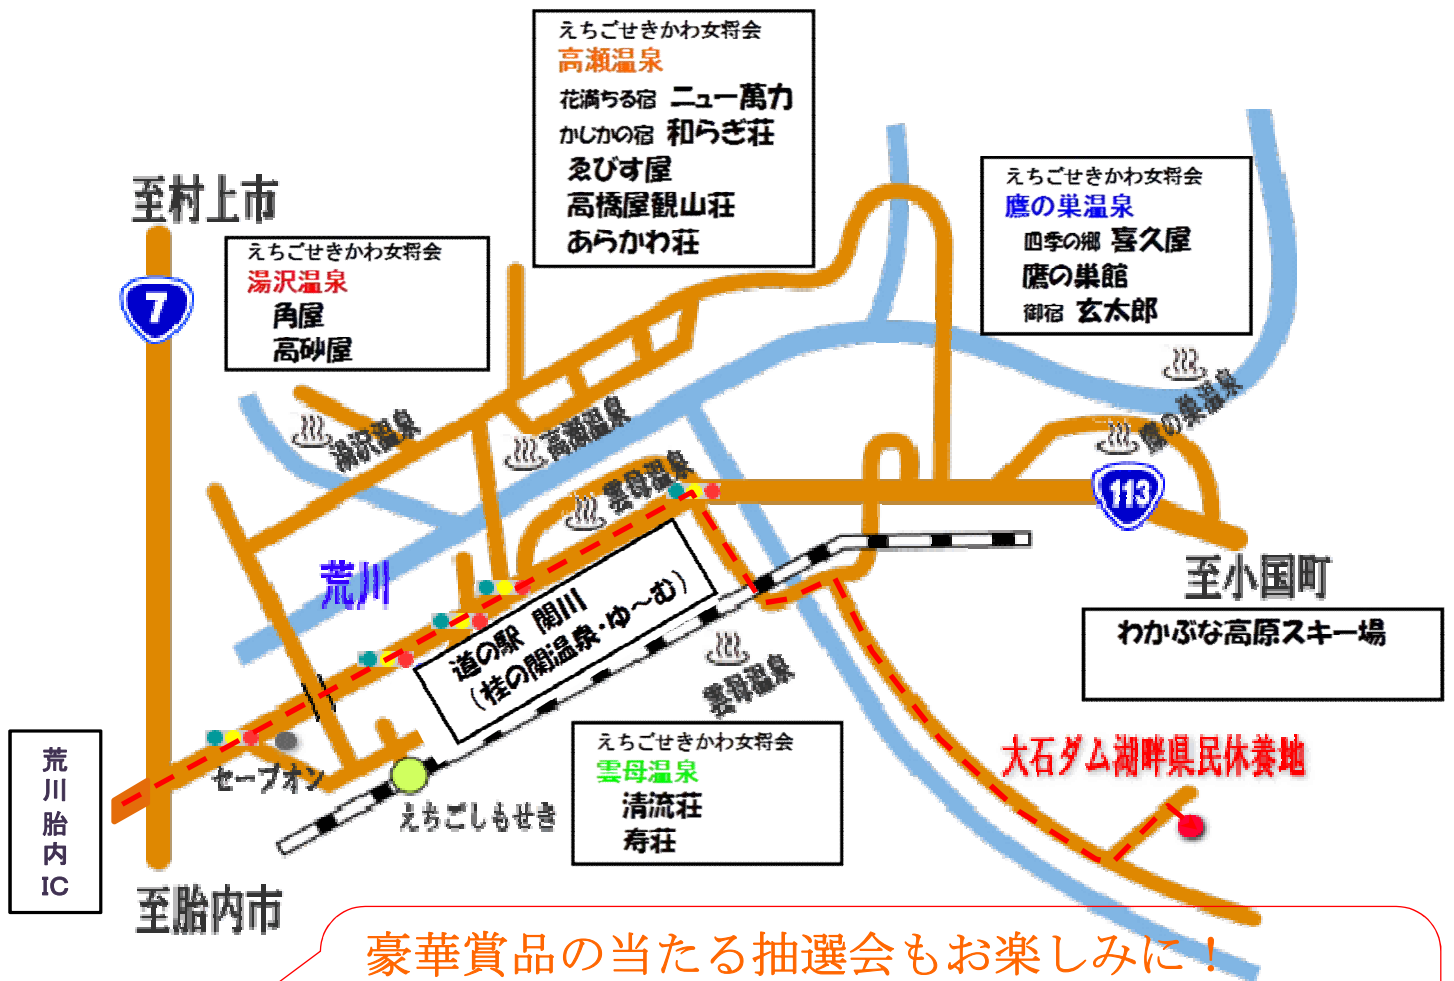 えちごせきかわ女将会
高瀬温泉
花満ちる宿 ニュー萬力
かじかの宿 和らぎ荘
ゑびす屋
高橋屋観山荘
あらかわ荘
至村上市
えちごせきかわ女将会
湯沢温泉
角屋
高砂屋
えちごせきかわ女将会
鷹の巣温泉
四季の郷 喜久屋
鷹の巣館
御宿 玄太郎
7
湯沢温泉
高瀬温泉
雲母温泉
鷹の巣温泉
113
至小国町
荒川
道の駅 関川
(桂の関温泉・ゆ～む)
わかぶな高原スキー場
雲母温泉
えちごせきかわ女将会
雲母温泉
清流荘
寿荘
大石ダム湖畔県民休養地
セーブオン
えちごしもせき
荒川胎内IC
至胎内市
豪華賞品の当たる抽選会もお楽しみに！